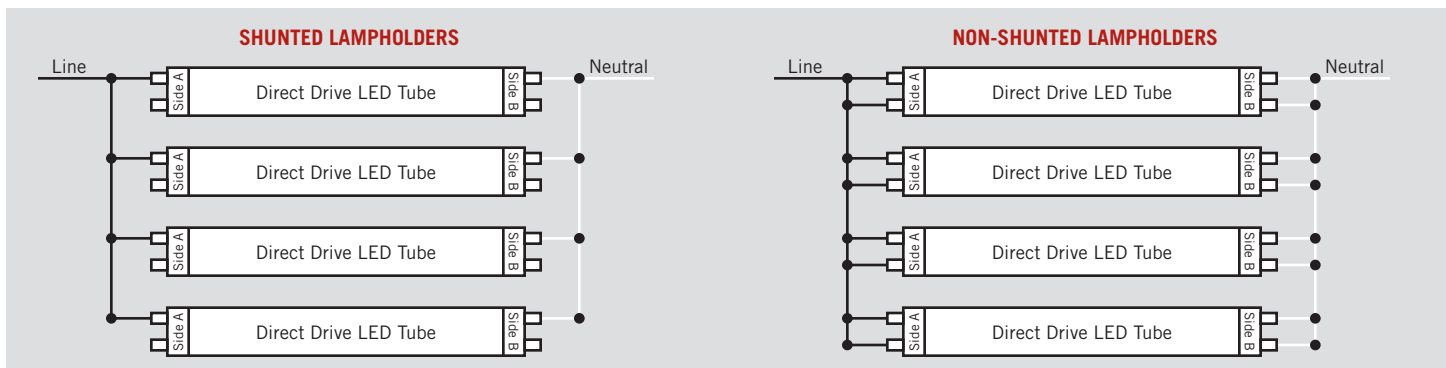 SHUNTED LAMPHOLDERS
Line
Neutral
Side A
Direct Drive LED Tube
Side B
Side A
Direct Drive LED Tube
Side B
Side A
Direct Drive LED Tube
Side B
Side A
Direct Drive LED Tube
Side B
NON-SHUNTED LAMPHOLDERS
Line
Neutral
Side A
Direct Drive LED Tube
Side B
Side A
Direct Drive LED Tube
Side B
Side A
Direct Drive LED Tube
Side B
Side A
Direct Drive LED Tube
Side B